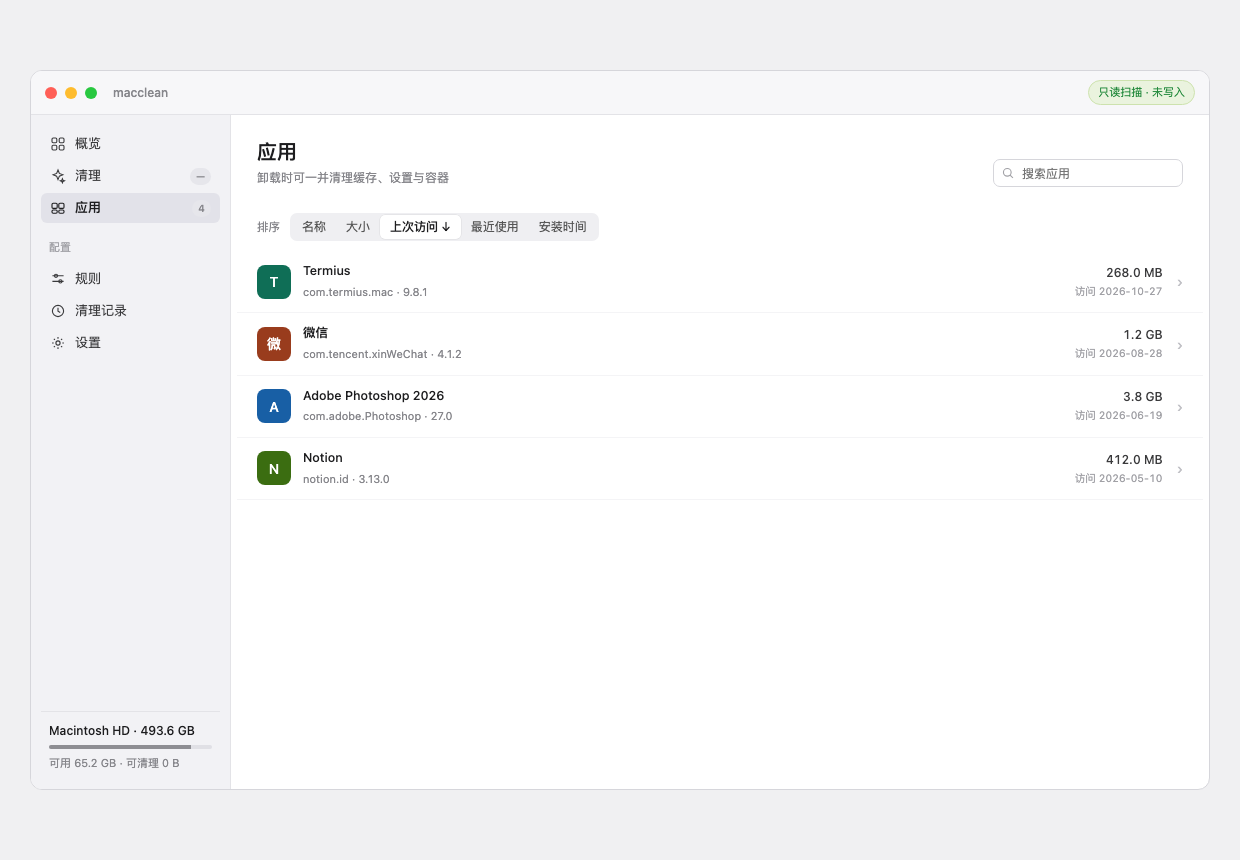 macclean
只读扫描 · 未写入
概览
清理 –
应用 4
配置
规则
清理记录
设置
Macintosh HD · 493.6 GB
可用 65.2 GB · 可清理 0 B
应用
卸载时可一并清理缓存、设置与容器
搜索应用
排序 名称 大小 上次访问 ↓ 最近使用 安装时间
T Termius 268.0 MB
com.termius.mac · 9.8.1 访问 2026-10-27 ›
微 微信 1.2 GB
com.tencent.xinWeChat · 4.1.2 访问 2026-08-28 ›
A Adobe Photoshop 2026 3.8 GB
com.adobe.Photoshop · 27.0 访问 2026-06-19 ›
N Notion 412.0 MB
notion.id · 3.13.0 访问 2026-05-10 ›